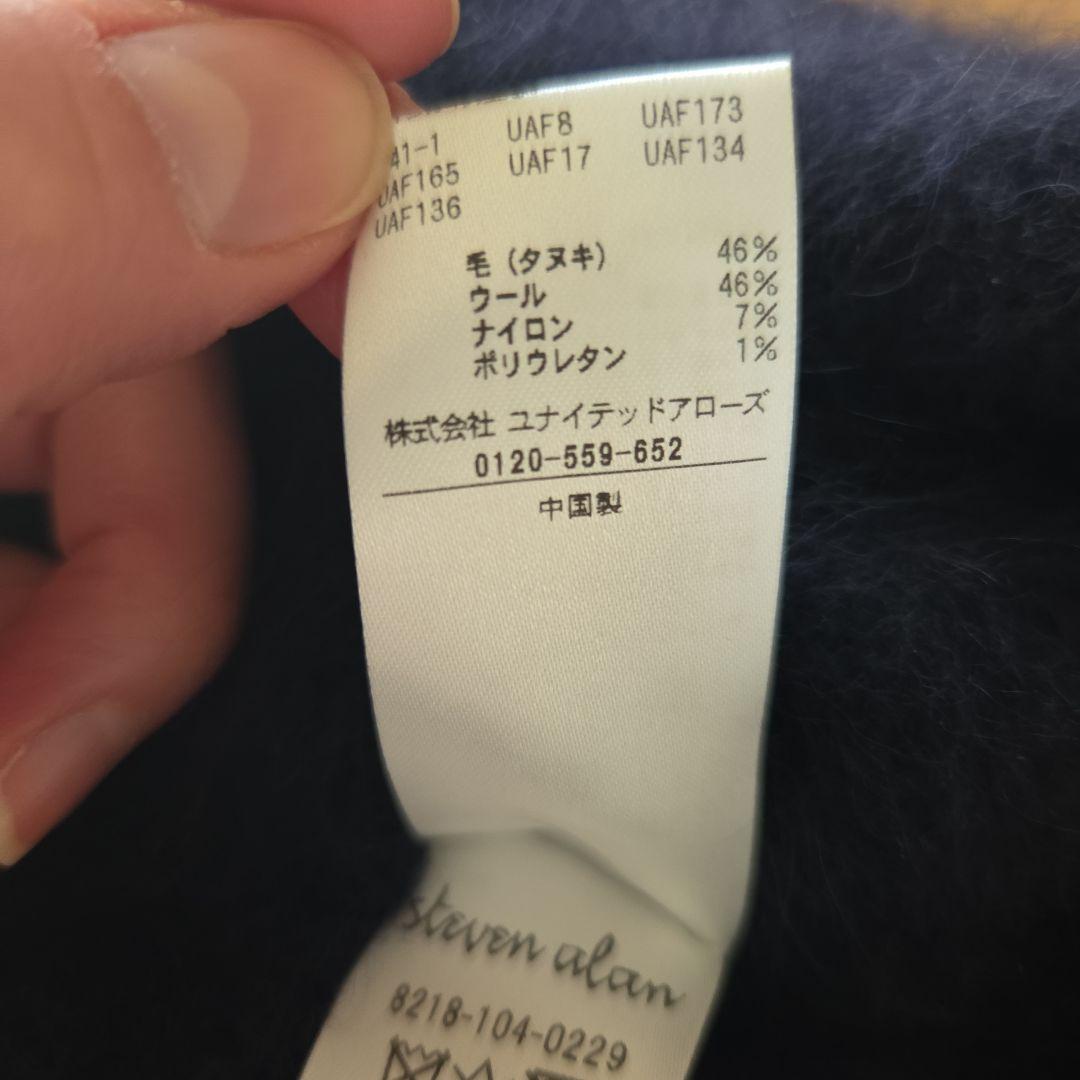 41-1 UAF8 UAF173
UAF165 UAF17 UAF134
UAF136
毛（タヌキ） 46%
ウール 46%
ナイロン 7%
ポリウレタン 1%
株式会社 ユナイテッドアローズ
0120-559-652
中国製
steven alan
8218-104-0229